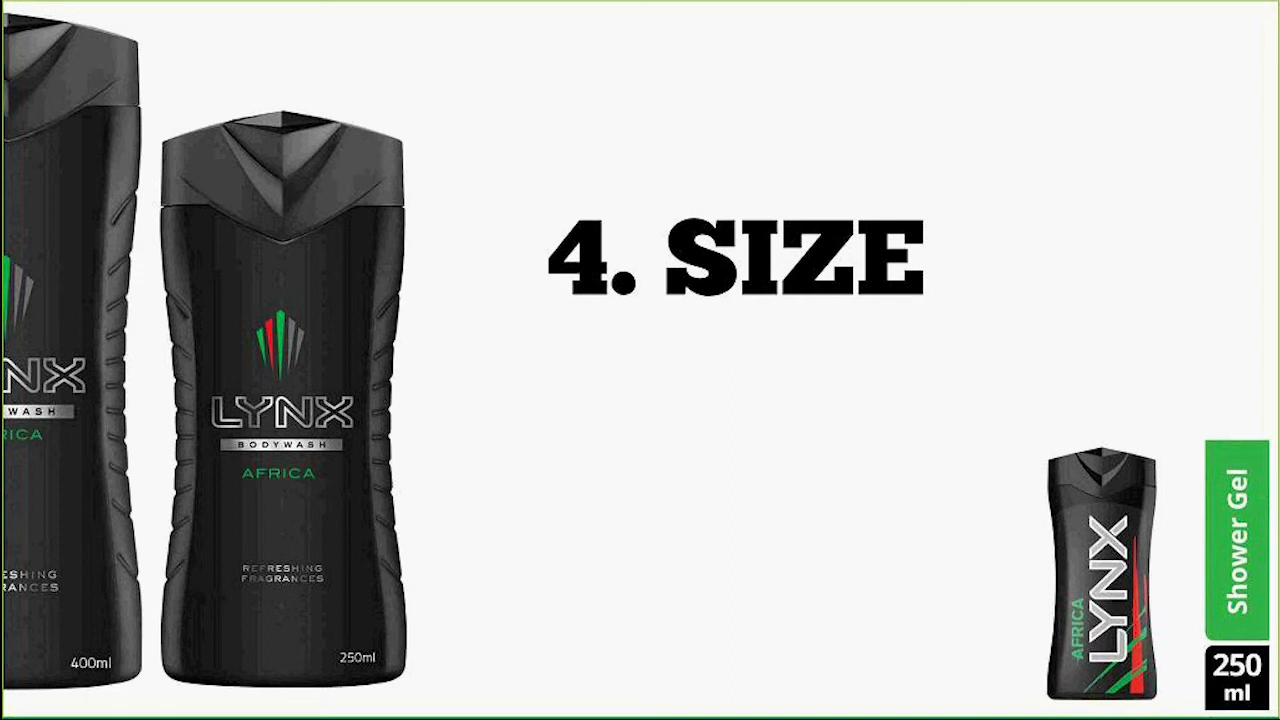 4. SIZE
NX
WASH
RICA
ESHING
RANCES
400ml
LYNX
BODYWASH
AFRICA
REFRESHING
FRAGRANCES
250ml
AFRICA
LYNX
Shower Gel
250
ml